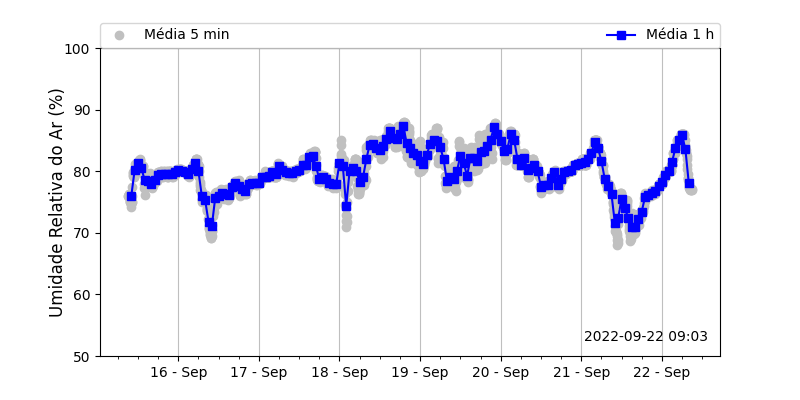 Média 5 min
Média 1 h
100
90
80
70
60
50
Umidade Relativa do Ar (%)
2022-09-22 09:03
16 - Sep
17 - Sep
18 - Sep
19 - Sep
20 - Sep
21 - Sep
22 - Sep